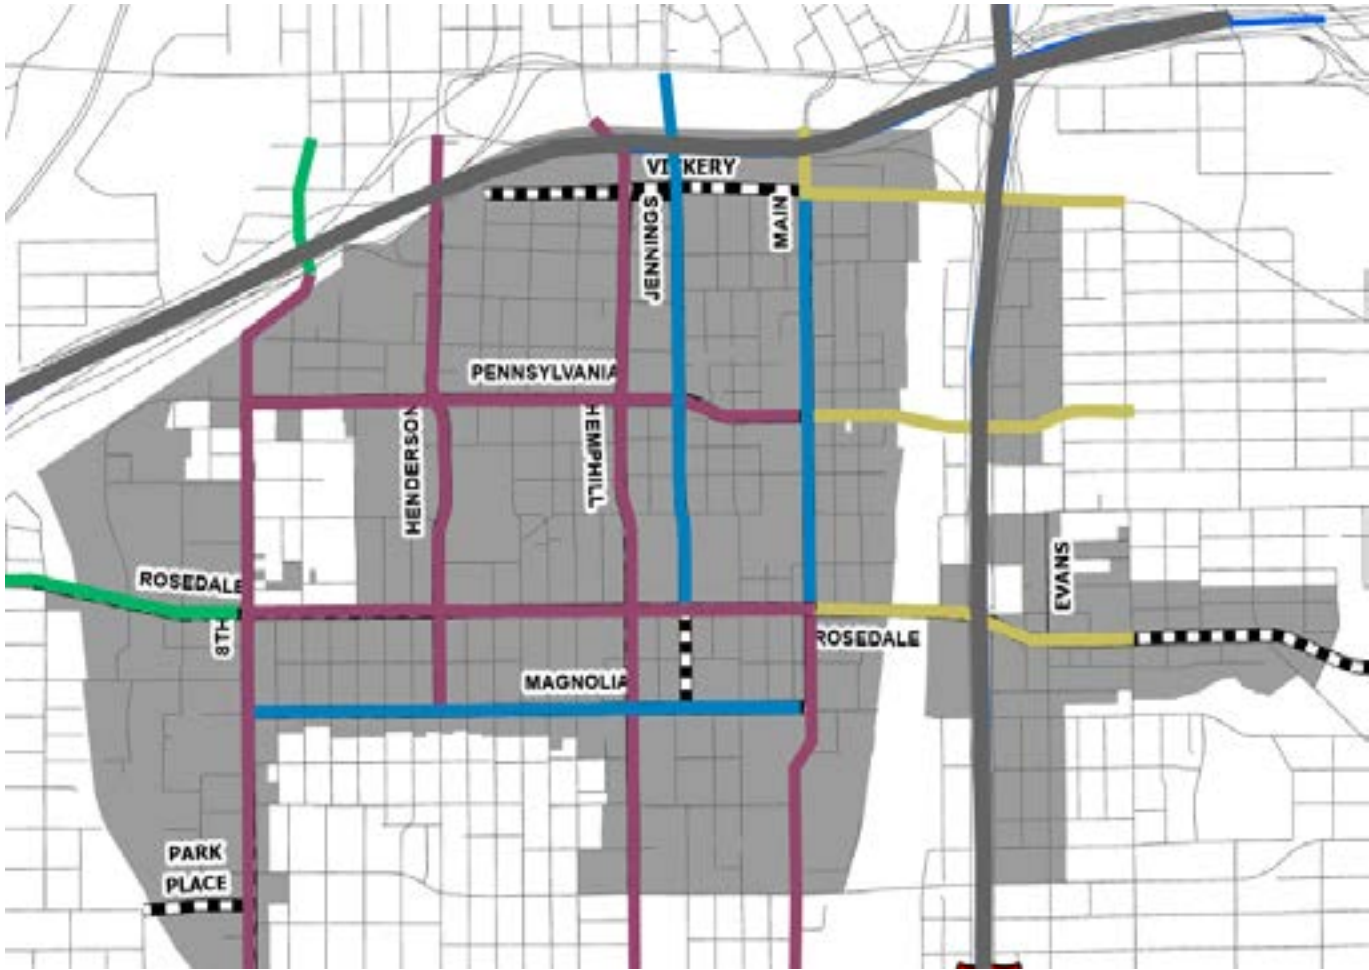 VICKERY
JENNINGS
MAIN
PENNSYLVANIA
HENDERSON
HEMPHILL
EVANS
ROSEDALE
8TH
ROSEDALE
MAGNOLIA
PARK
PLACE